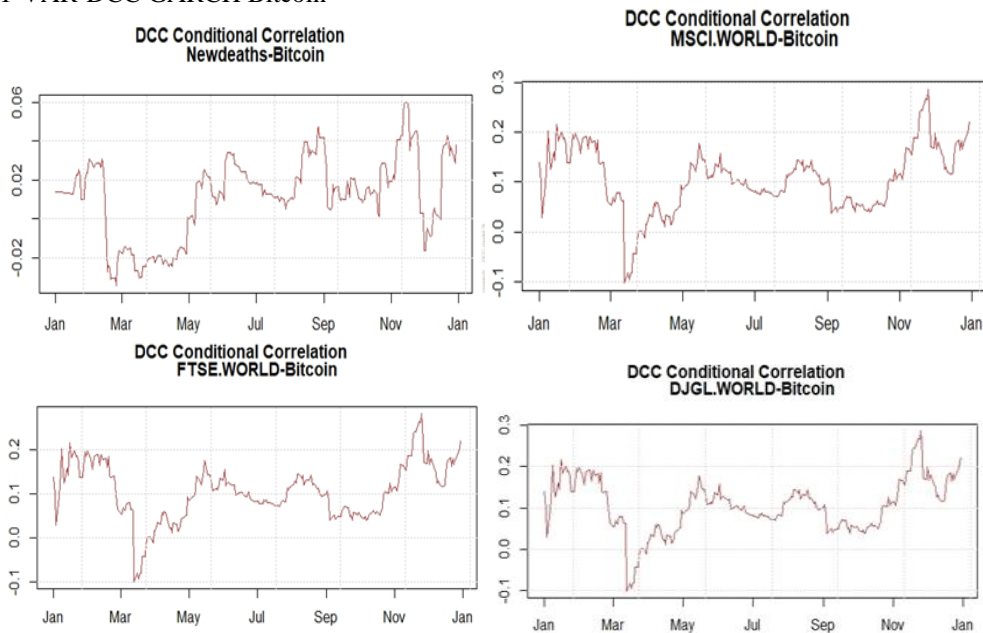 VAR-DCC GARCH Bitcoin
DCC Conditional Correlation
Newdeaths-Bitcoin
0.06
0.02
-0.02
Jan Mar May Jul Sep Nov Jan
DCC Conditional Correlation
MSCI.WORLD-Bitcoin
0.3
0.2
0.1
0.0
-0.1
Jan Mar May Jul Sep Nov Jan
DCC Conditional Correlation
FTSE.WORLD-Bitcoin
0.2
0.1
0.0
-0.1
Jan Mar May Jul Sep Nov Jan
DCC Conditional Correlation
DJGL.WORLD-Bitcoin
0.3
0.2
0.1
0.0
-0.1
Jan Mar May Jul Sep Nov Jan